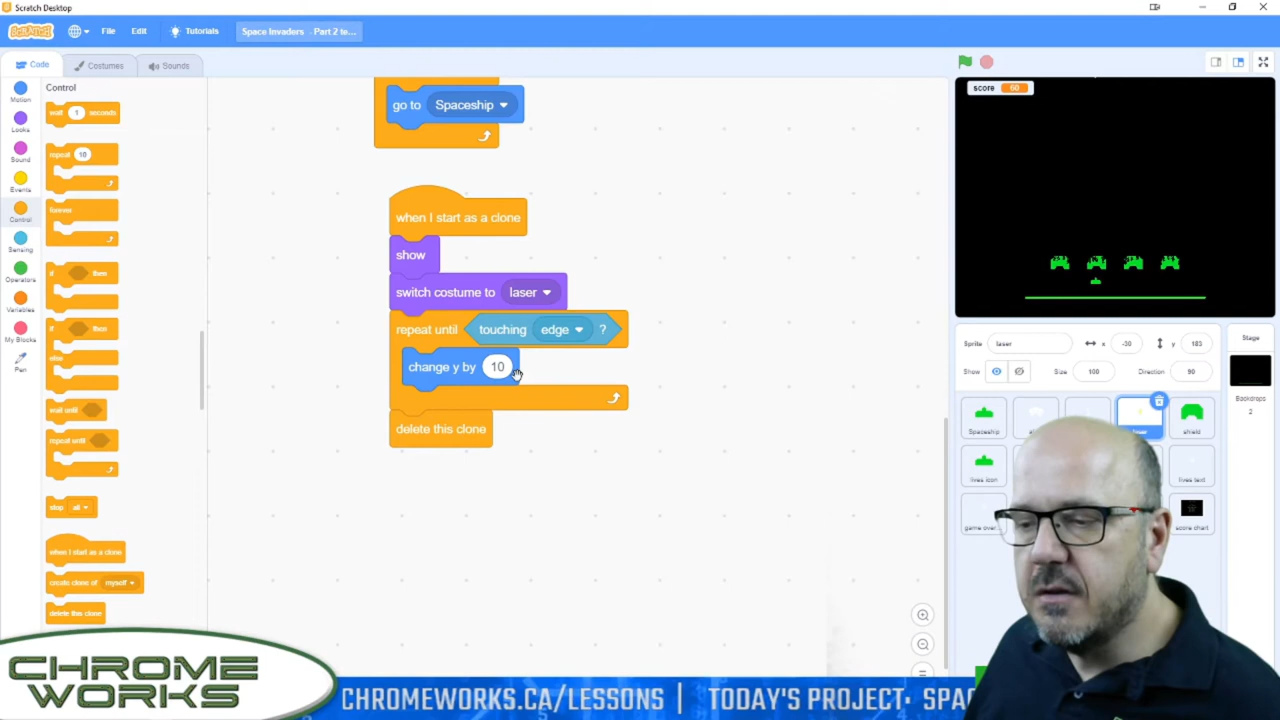 Scratch Desktop
SCRATCH
File
Edit
Tutorials
Space Invaders - Part 2 to...
Code
Costumes
Sounds
Motion
Looks
Sound
Events
Control
Sensing
Operators
Variables
My Blocks
Pen
Control
wait 1 seconds
repeat 10
forever
if then
if then
else
wait until
repeat until
stop all
when I start as a clone
create clone of myself
delete this clone
go to Spaceship
when I start as a clone
show
switch costume to laser
repeat until touching edge ?
change y by 10
delete this clone
score 60
Sprite laser x -30 y 183
Show Size 100 Direction 90
Stage
Backdrops
2
Spaceship
shield
lives icon
lives text
game over...
score chart
CHROME
WORKS
CHROMEWORKS.CA/LESSONS | TODAY'S PROJECT: SPA